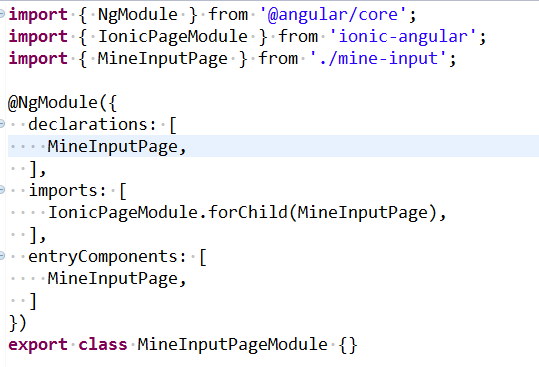 import { NgModule } from '@angular/core';
import { IonicPageModule } from 'ionic-angular';
import { MineInputPage } from './mine-input';

@NgModule({
  declarations: [
    MineInputPage,
  ],
  imports: [
    IonicPageModule.forChild(MineInputPage),
  ],
  entryComponents: [
    MineInputPage,
  ]
})
export class MineInputPageModule {}